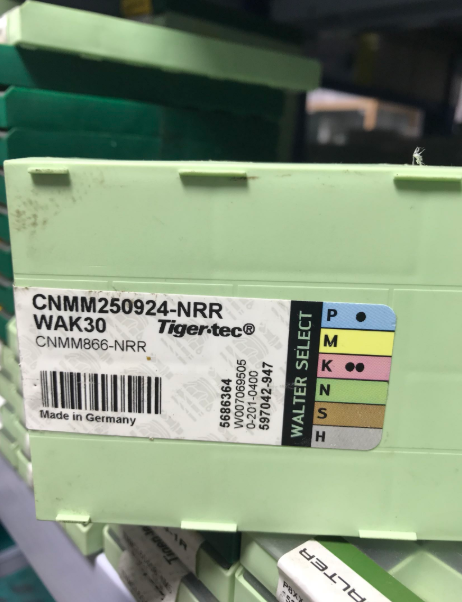 CNMM250924-NRR
WAK30 Tiger·tec®
CNMM866-NRR
Made in Germany
5686364
W007069505
0-201-0400
597042-947
WALTER SELECT
P ●
M
K ●●
N
S
H
ALTER